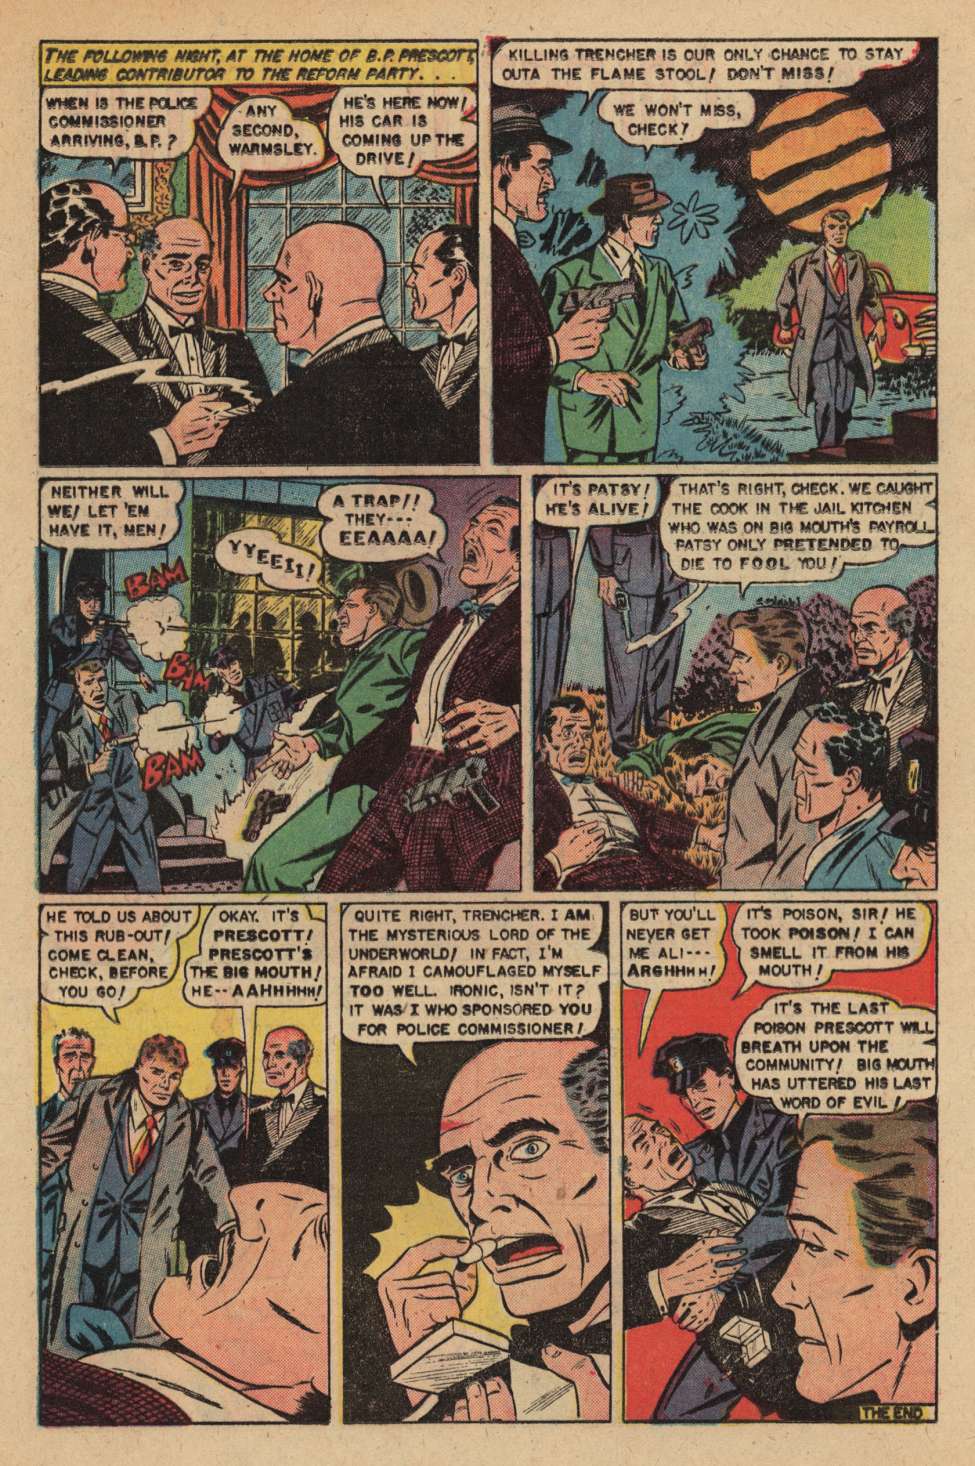 THE FOLLOWING NIGHT, AT THE HOME OF B.P. PRESCOTT,
LEADING CONTRIBUTOR TO THE REFORM PARTY. . .
WHEN IS THE POLICE
COMMISSIONER
ARRIVING, B.P.?
ANY
SECOND,
WARMSLEY.
HE'S HERE NOW!
HIS CAR IS
COMING UP THE
DRIVE!
KILLING TRENCHER IS OUR ONLY CHANCE TO STAY
OUTA THE FLAME STOOL! DON'T MISS!
WE WON'T MISS,
CHECK!
NEITHER WILL
WE! LET 'EM
HAVE IT, MEN!
BAM
BAM
BAM
YYEEII!
A TRAP!!
THEY---
EEAAAA!
IT'S PATSY!
HE'S ALIVE!
THAT'S RIGHT, CHECK. WE CAUGHT
THE COOK IN THE JAIL KITCHEN
WHO WAS ON BIG MOUTH'S PAYROLL.
PATSY ONLY PRETENDED TO
DIE TO FOOL YOU!
HE TOLD US ABOUT
THIS RUB-OUT!
COME CLEAN,
CHECK, BEFORE
YOU GO!
OKAY. IT'S
PRESCOTT!
PRESCOTT'S
THE BIG MOUTH!
HE--AAHHHHH!
QUITE RIGHT, TRENCHER. I AM
THE MYSTERIOUS LORD OF THE
UNDERWORLD! IN FACT, I'M
AFRAID I CAMOUFLAGED MYSELF
TOO WELL. IRONIC, ISN'T IT?
IT WAS I WHO SPONSORED YOU
FOR POLICE COMMISSIONER!
BUT YOU'LL
NEVER GET
ME ALI---
ARGHHHH!
IT'S POISON, SIR! HE
TOOK POISON! I CAN
SMELL IT FROM HIS
MOUTH!
IT'S THE LAST
POISON PRESCOTT WILL
BREATH UPON THE
COMMUNITY! BIG MOUTH
HAS UTTERED HIS LAST
WORD OF EVIL!
THE END